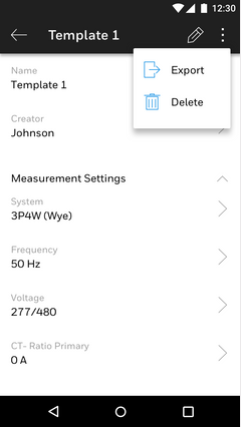 12:30
Template 1
Export
Delete
Name
Template 1
Creator
Johnson
Measurement Settings
System
3P4W (Wye)
Frequency
50 Hz
Voltage
277/480
CT- Ratio Primary
0 A